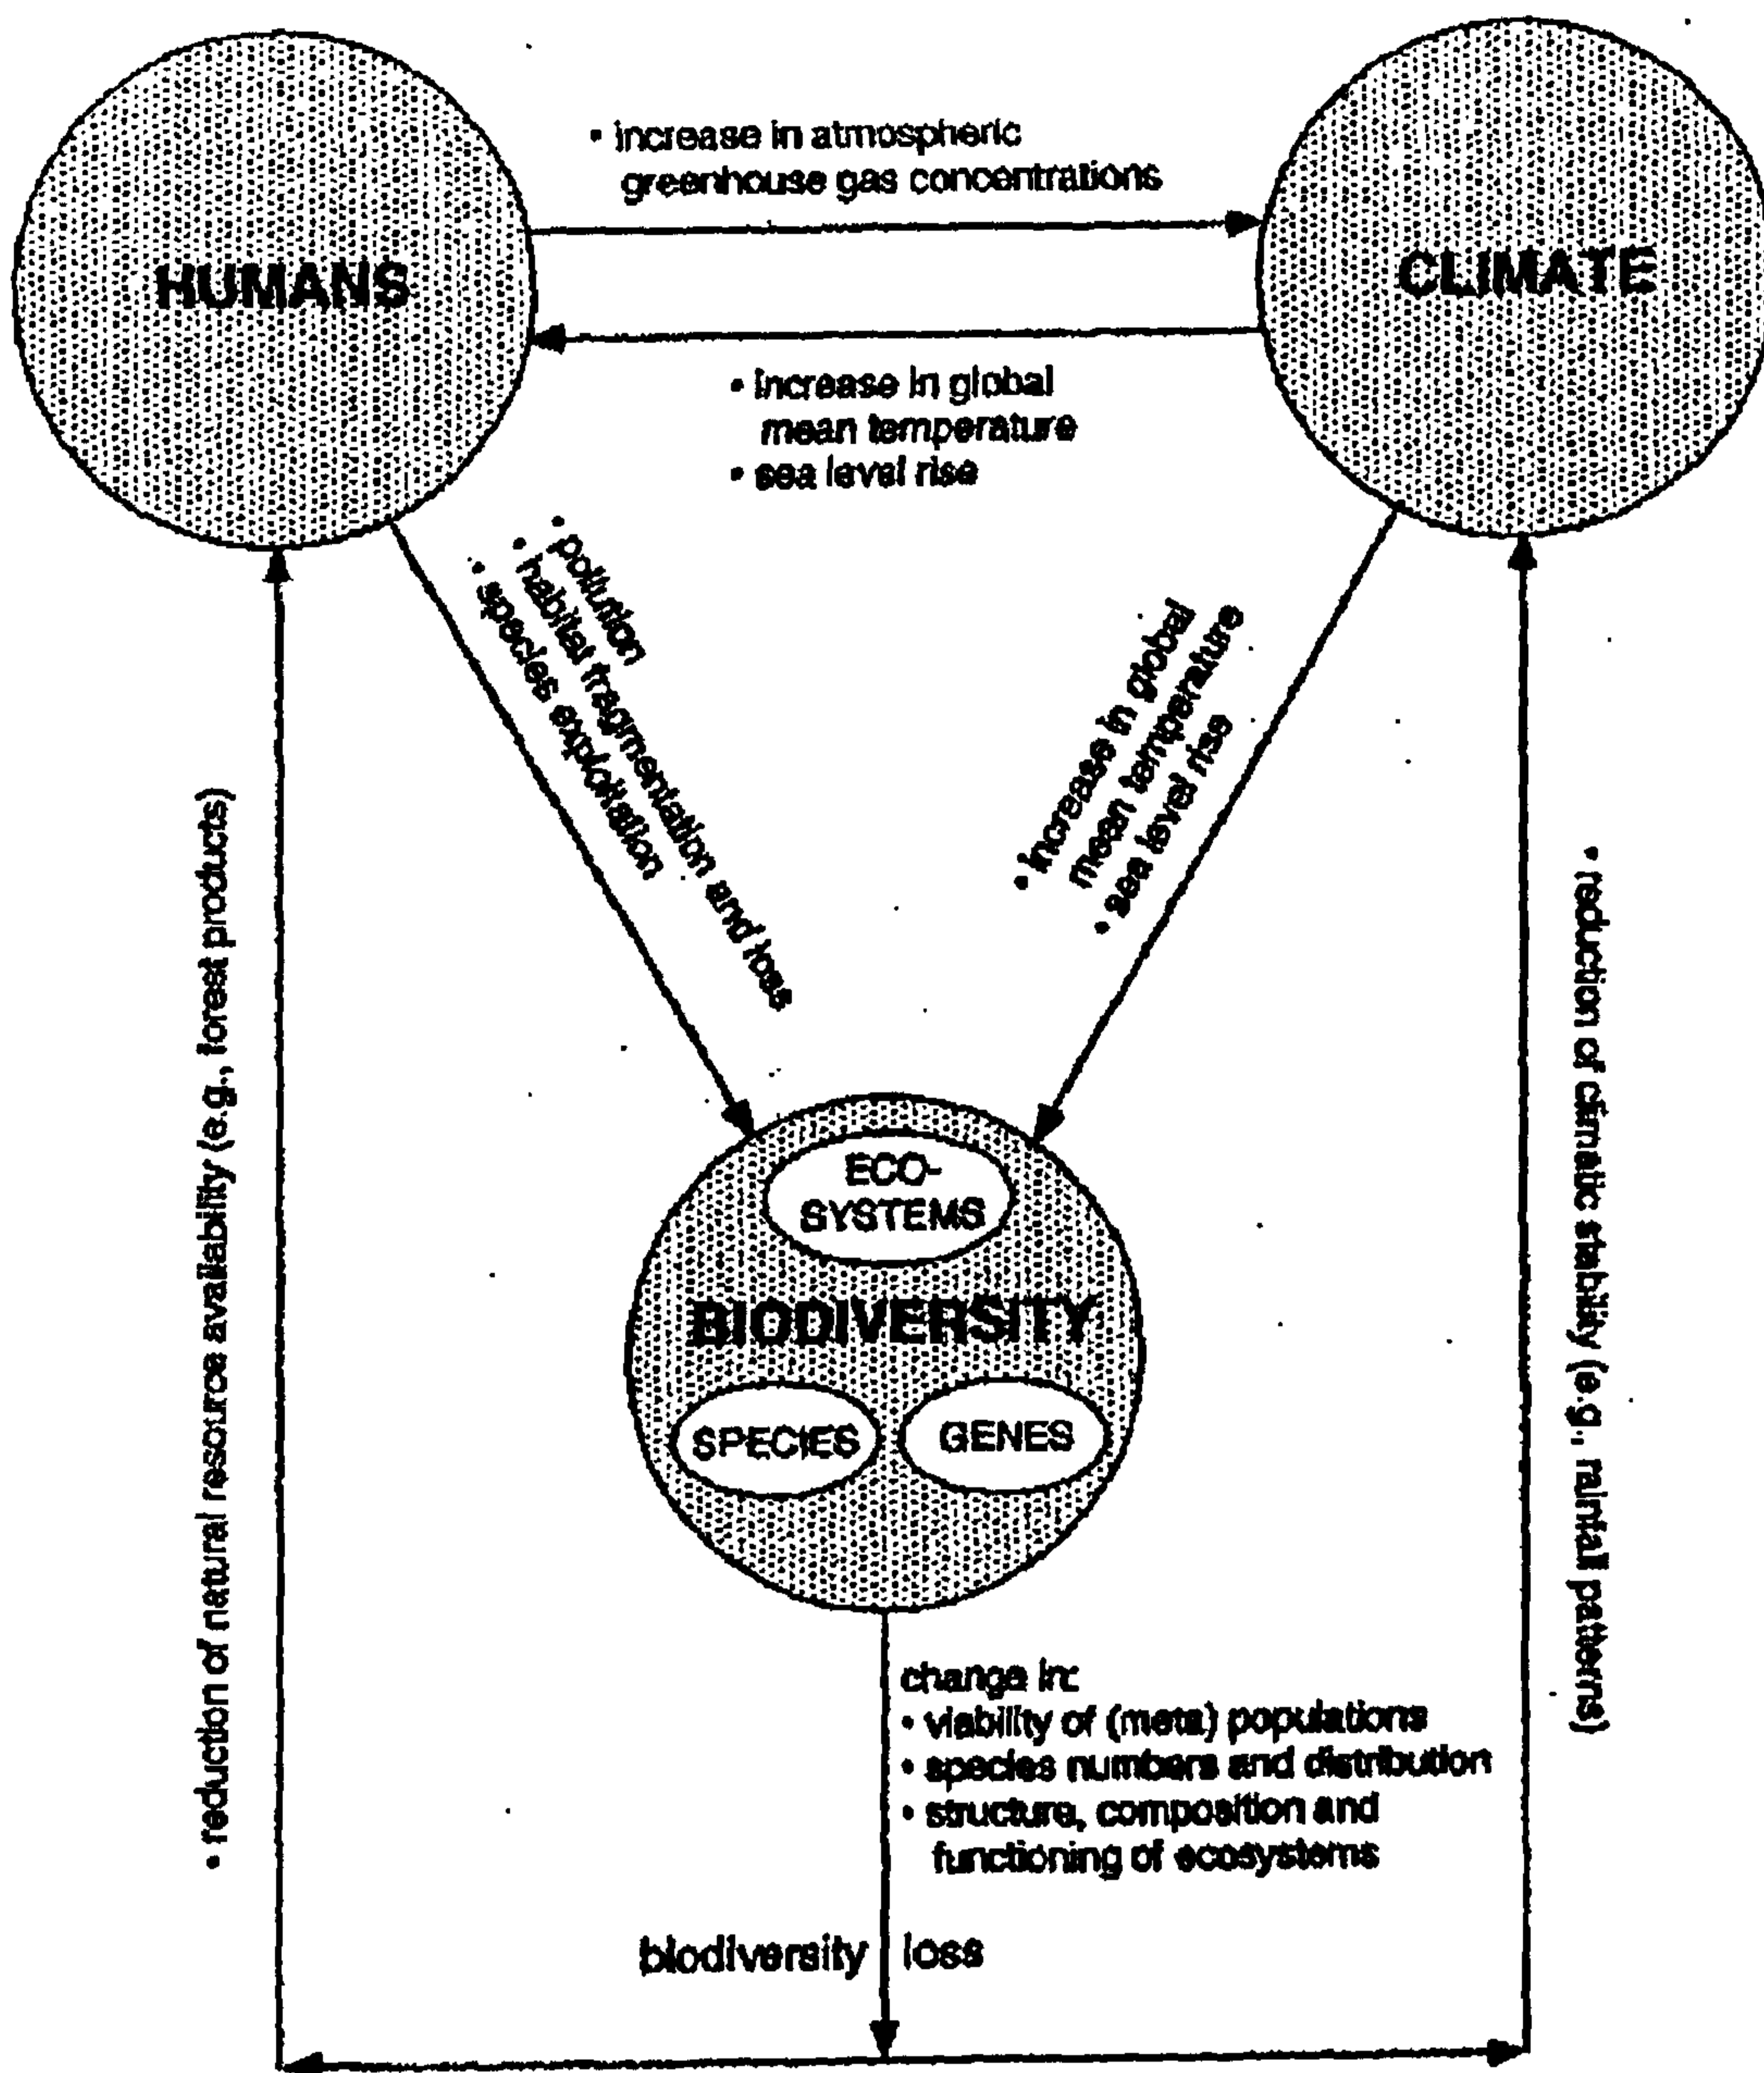 • increase in atmospheric
greenhouse gas concentrations
HUMANS
CLIMATE
• increase in global
mean temperature
• sea level rise
• pollution
• habitat fragmentation and loss
• species exploitation
• increase in global
mean temperature
• sea level rise
• reduction of natural resource availability (e.g., forest products)
• reduction of climatic stability (e.g., rainfall patterns)
ECO-
SYSTEMS
BIODIVERSITY
SPECIES
GENES
change in:
• viability of (meta) populations
• species numbers and distribution
• structure, composition and
functioning of ecosystems
biodiversity loss